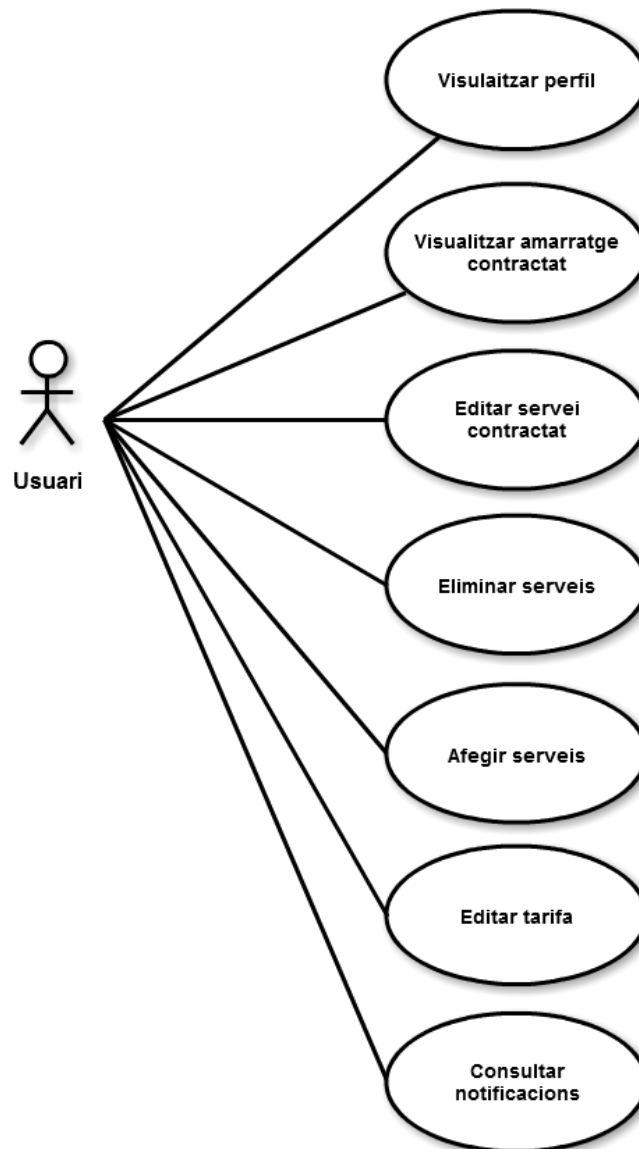 Visulaitzar perfil
Visualitzar amarratge
contractat
Editar servei
contractat
Usuari
Eliminar serveis
Afegir serveis
Editar tarifa
Consultar
notificacions